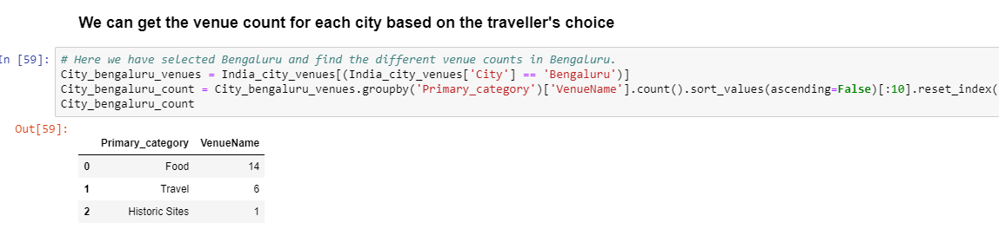 We can get the venue count for each city based on the traveller's choice
In [59]: # Here we have selected Bengaluru and find the different venue counts in Bengaluru.
City_bengaluru_venues = India_city_venues[(India_city_venues['City'] == 'Bengaluru')]
City_bengaluru_count = City_bengaluru_venues.groupby('Primary_category')['VenueName'].count().sort_values(ascending=False)[:10].reset_index(
City_bengaluru_count
Out[59]:
Primary_category VenueName
0 Food 14
1 Travel 6
2 Historic Sites 1